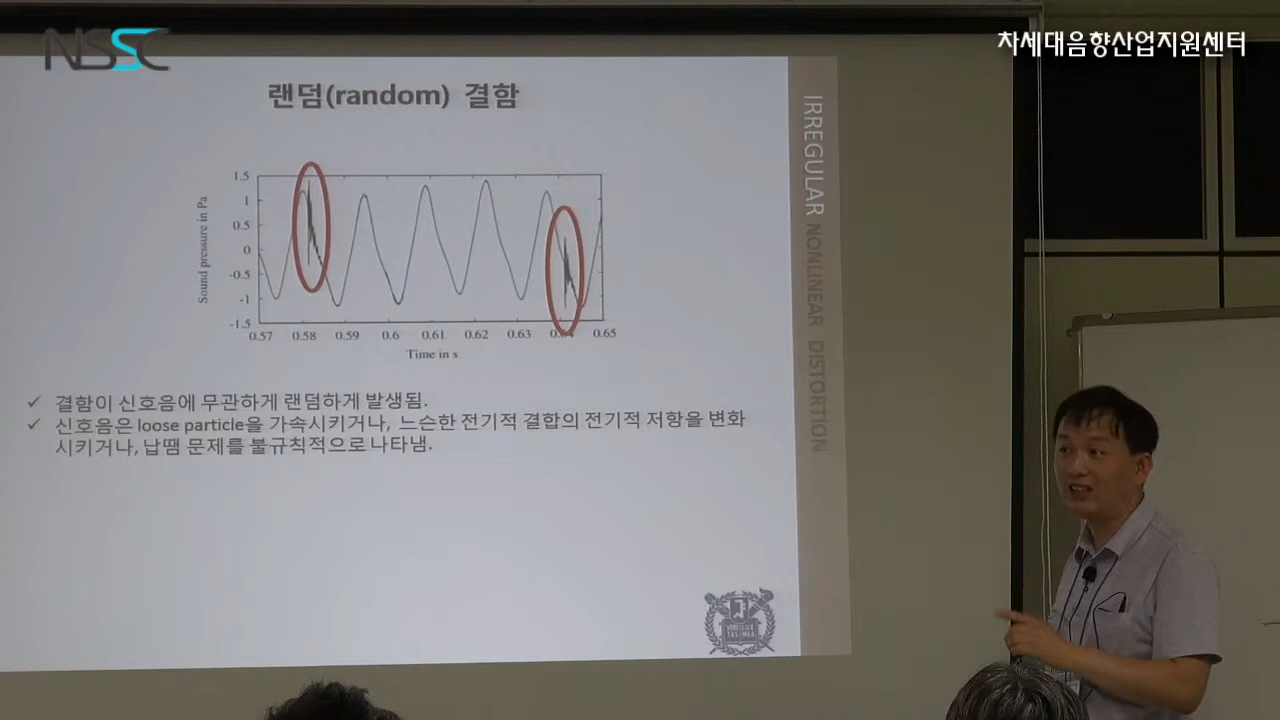 NSSC
차세대음향산업지원센터
랜덤(random) 결함
IRREGULAR NONLINEAR DISTORTION
Sound pressure in Pa
1.5
1
0.5
0
-0.5
-1
-1.5
0.57 0.58 0.59 0.6 0.61 0.62 0.63 0.64 0.65
Time in s
✓ 결함이 신호음에 무관하게 랜덤하게 발생됨.
✓ 신호음은 loose particle을 가속시키거나, 느슨한 전기적 결합의 전기적 저항을 변화
시키거나, 납땜 문제를 불규칙적으로 나타냄.
VERI LUX
TAS MEA